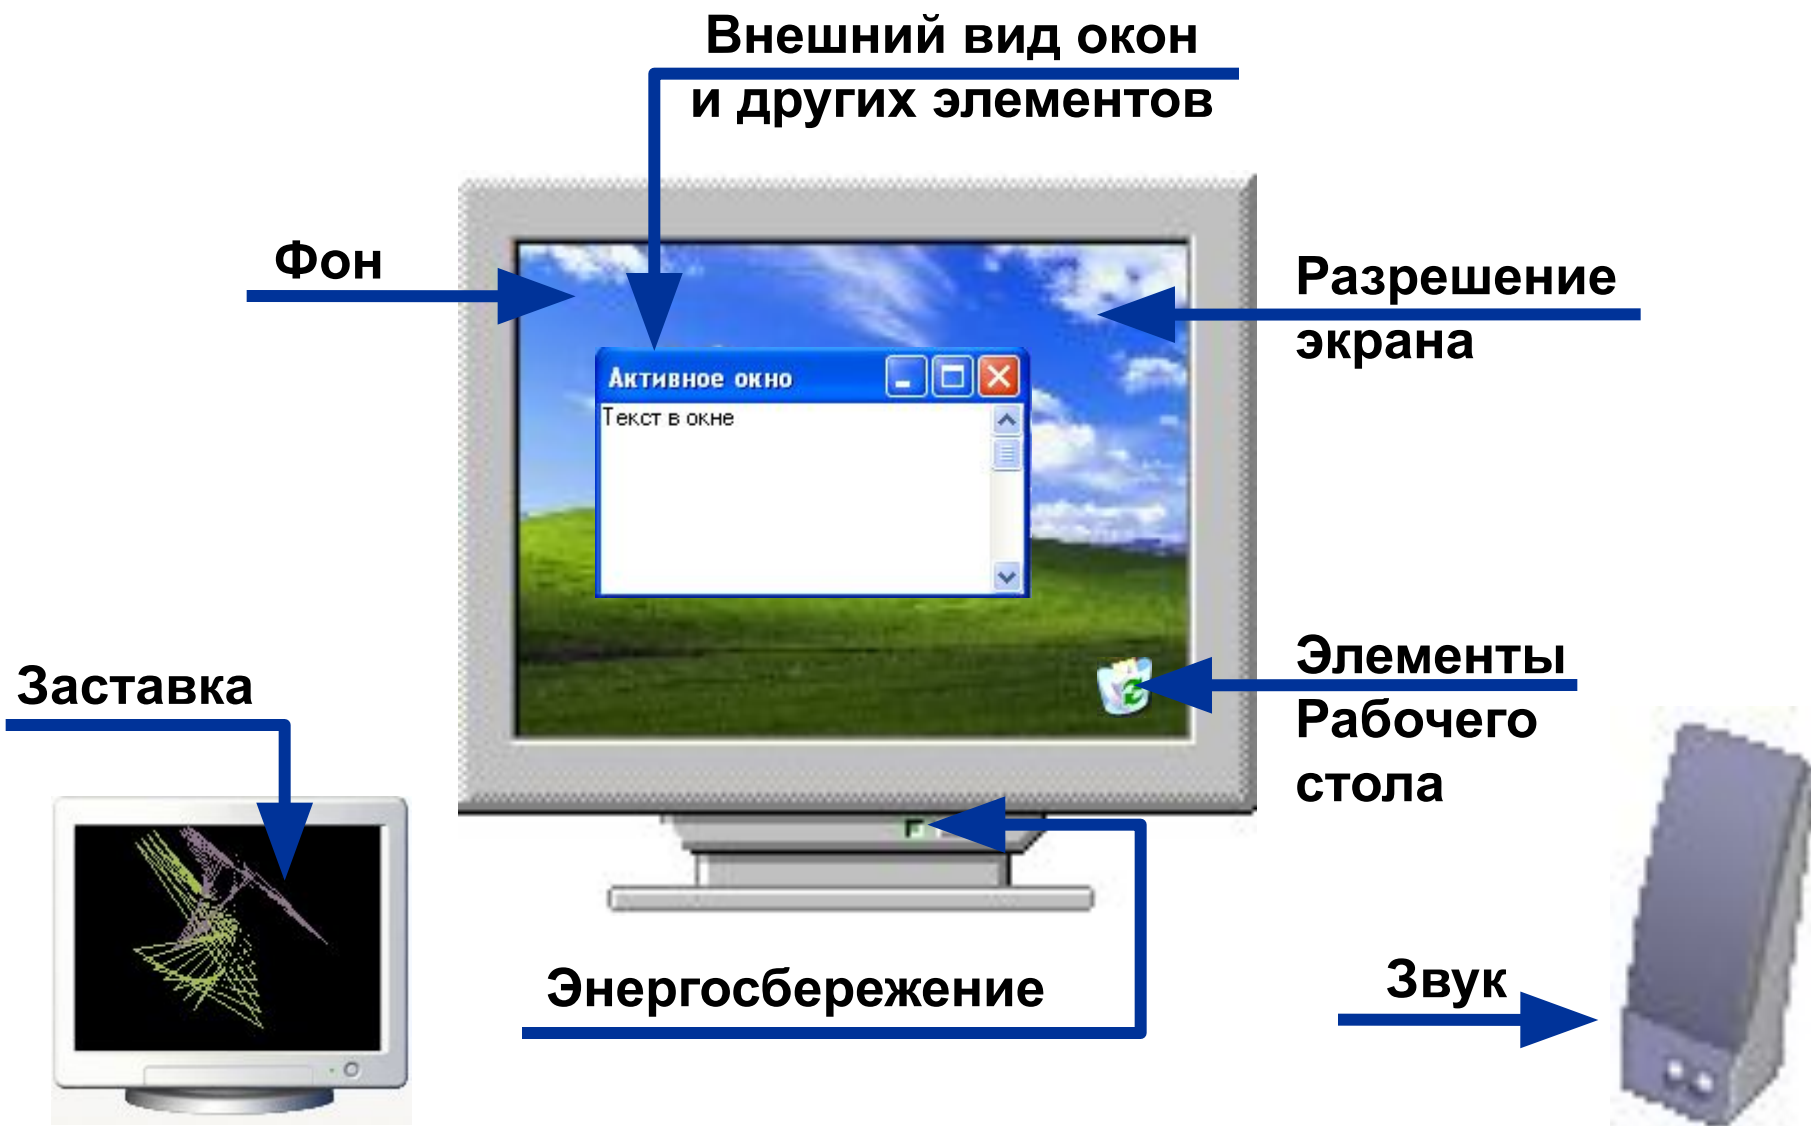 Внешний вид окон
и других элементов
Фон
Разрешение
экрана
Активное окно
Текст в окне
Элементы
Рабочего
стола
Заставка
Энергосбережение
Звук